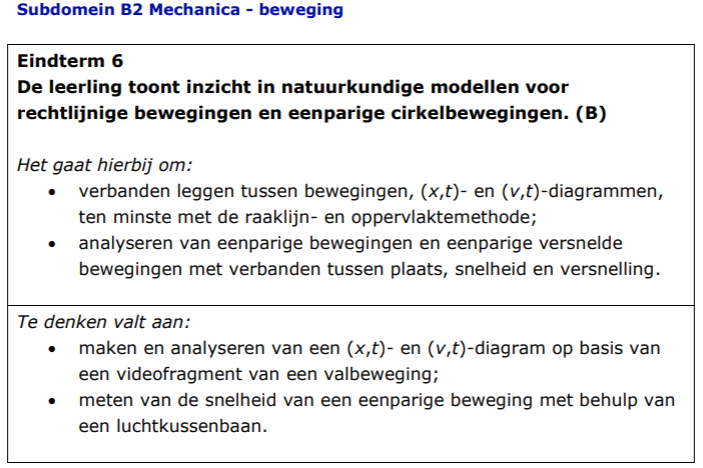 Subdomein B2 Mechanica - beweging
Eindterm 6
De leerling toont inzicht in natuurkundige modellen voor
rechtlijnige bewegingen en eenparige cirkelbewegingen. (B)
Het gaat hierbij om:
• verbanden leggen tussen bewegingen, (x,t)- en (v,t)-diagrammen,
ten minste met de raaklijn- en oppervlaktemethode;
• analyseren van eenparige bewegingen en eenparige versnelde
bewegingen met verbanden tussen plaats, snelheid en versnelling.
Te denken valt aan:
• maken en analyseren van een (x,t)- en (v,t)-diagram op basis van
een videofragment van een valbeweging;
• meten van de snelheid van een eenparige beweging met behulp van
een luchtkussenbaan.